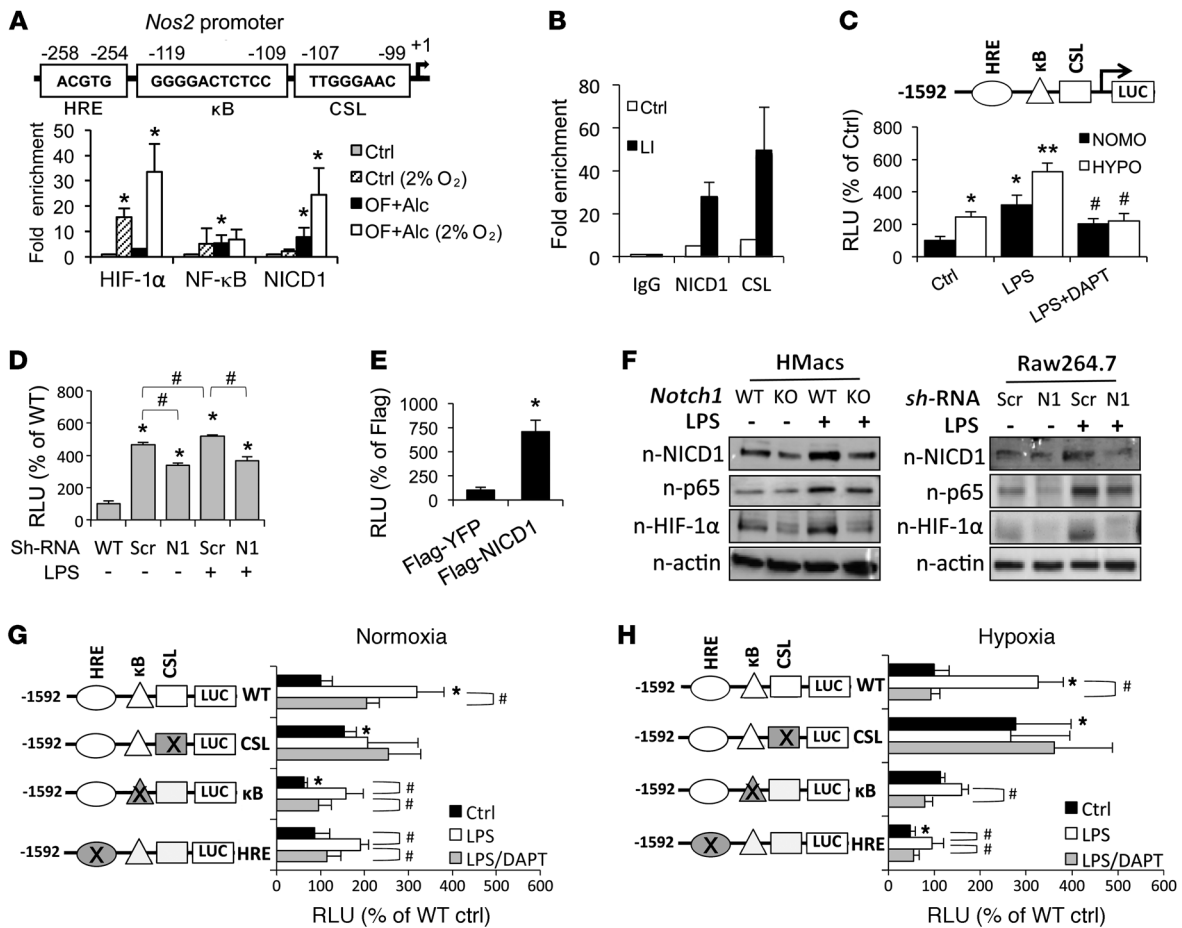 A
Nos2 promoter
-258 -254 -119 -109 -107 -99 +1
ACGTG GGGGACTCTCC TTGGGAAC
HRE κB CSL
Fold enrichment
50
40
30
20
10
0
* * * * *
HIF-1α NF-κB NICD1
Ctrl
Ctrl (2% O2)
OF+Alc
OF+Alc (2% O2)
B
Fold enrichment
80
60
40
20
0
Ctrl
LI
IgG NICD1 CSL
C
HRE κB CSL
-1592 LUC
RLU (% of Ctrl)
800
600
400
200
0
* * ** # #
NOMO
HYPO
Ctrl LPS LPS+DAPT
D
RLU (% of WT)
800
600
400
200
0
# # #
* * * *
Sh-RNA WT Scr N1 Scr N1
LPS - - - + +
E
RLU (% of Flag)
1000
750
500
250
0
*
Flag-YFP Flag-NICD1
F
HMacs
Notch1 WT KO WT KO
LPS - - + +
n-NICD1
n-p65
n-HIF-1α
n-actin
Raw264.7
sh-RNA Scr N1 Scr N1
LPS - - + +
n-NICD1
n-p65
n-HIF-1α
n-actin
G
Normoxia
HRE κB CSL
-1592 LUC WT * #
-1592 X LUC CSL *
-1592 X LUC κB * # #
-1592 X LUC HRE # #
Ctrl
LPS
LPS/DAPT
0 100 200 300 400 500 600
RLU (% of WT ctrl)
H
Hypoxia
HRE κB CSL
-1592 LUC WT * #
-1592 X LUC CSL *
-1592 X LUC κB #
-1592 X LUC HRE * # #
Ctrl
LPS
LPS/DAPT
0 100 200 300 400 500 600
RLU (% of WT ctrl)